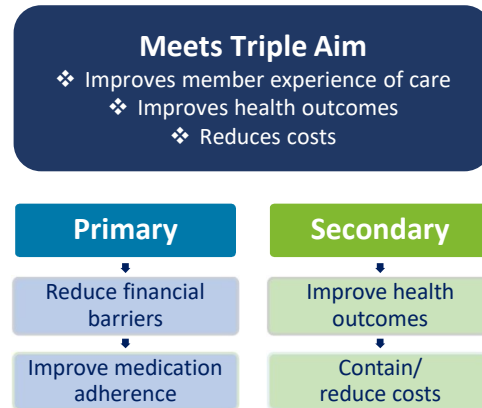 Meets Triple Aim
❖ Improves member experience of care
❖ Improves health outcomes
❖ Reduces costs
Primary
Reduce financial
barriers
Improve medication
adherence
Secondary
Improve health
outcomes
Contain/
reduce costs